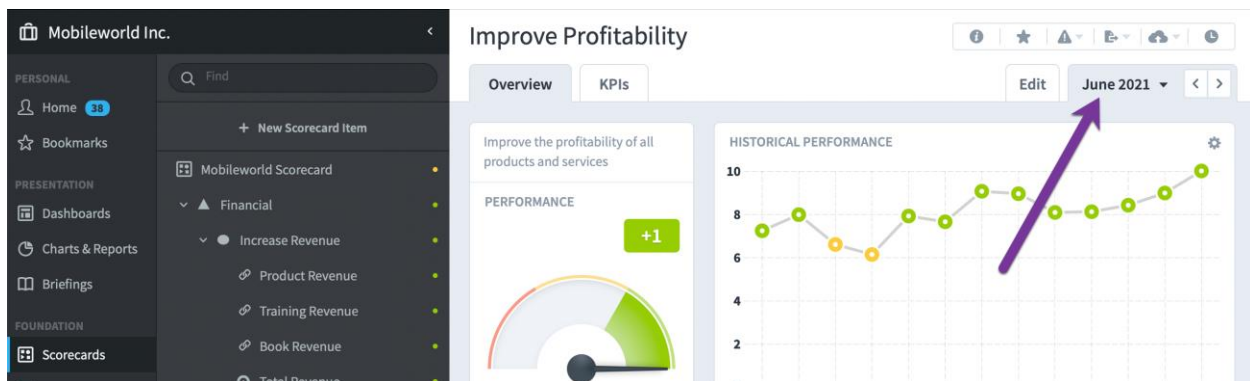 Mobileworld Inc.
PERSONAL
Home 38
Bookmarks
PRESENTATION
Dashboards
Charts & Reports
Briefings
FOUNDATION
Scorecards
Find
+ New Scorecard Item
Mobileworld Scorecard
Financial
Increase Revenue
Product Revenue
Training Revenue
Book Revenue
Total Revenue
Improve Profitability
Overview
KPIs
Edit
June 2021
Improve the profitability of all
products and services
PERFORMANCE
+1
HISTORICAL PERFORMANCE
10
8
6
4
2